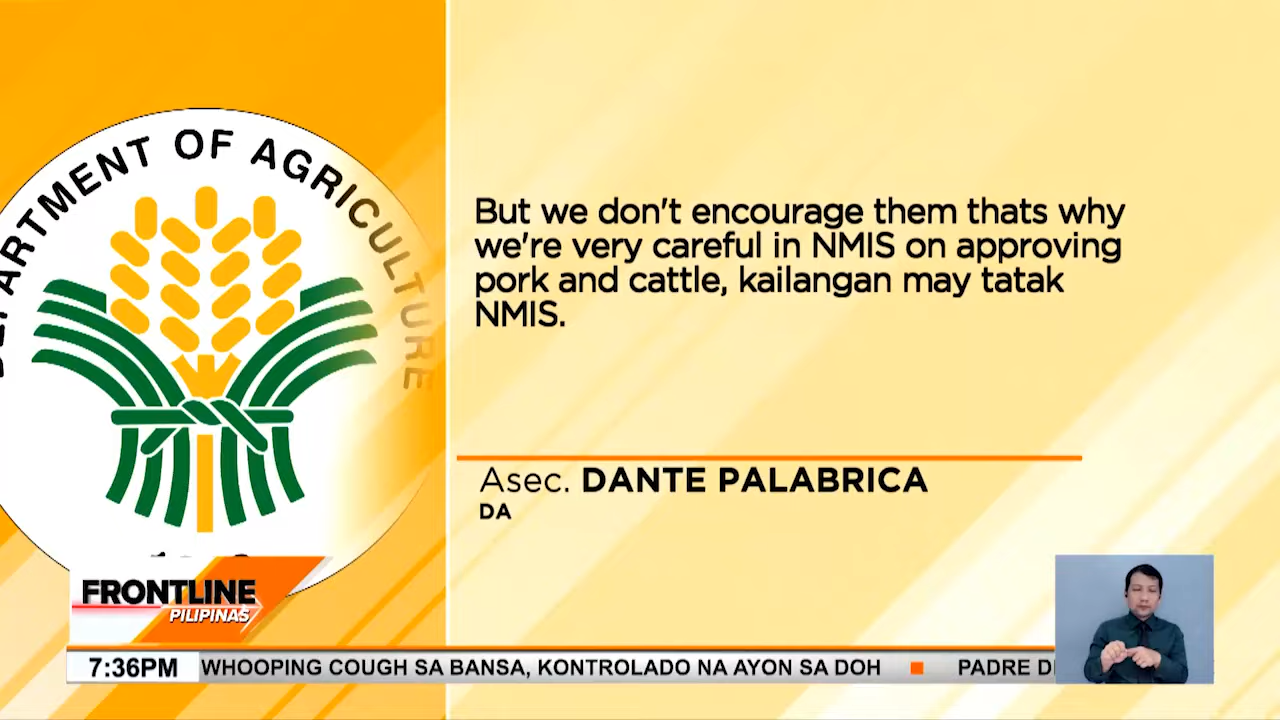 DEPARTMENT OF AGRICULTURE
But we don't encourage them thats why
we're very careful in NMIS on approving
pork and cattle, kailangan may tatak
NMIS.
Asec. DANTE PALABRICA
DA
FRONTLINE
PILIPINAS
7:36PM WHOOPING COUGH SA BANSA, KONTROLADO NA AYON SA DOH PADRE